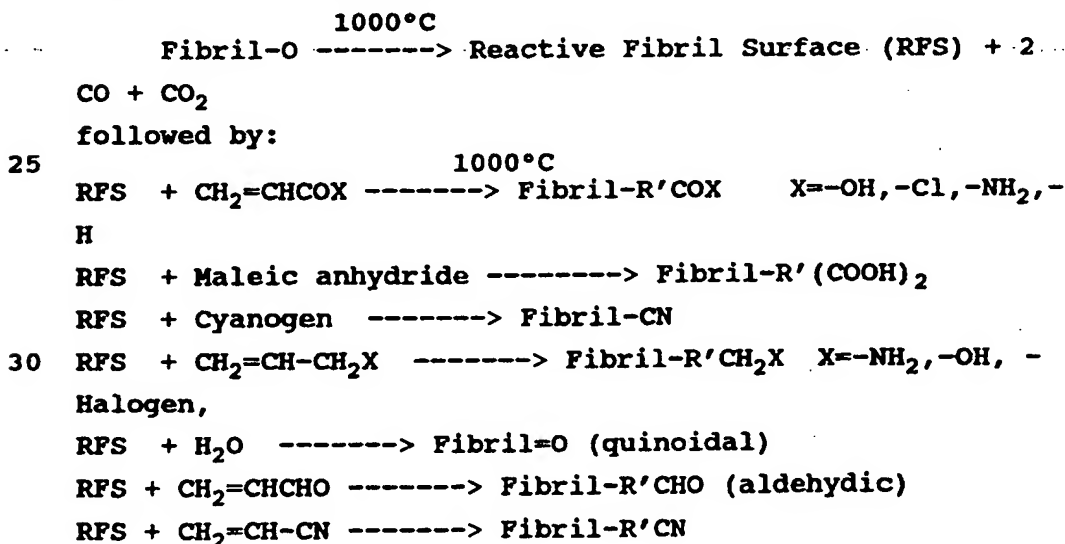 1000°C
Fibril-O -------> Reactive Fibril Surface (RFS) + 2
CO + CO₂
followed by:
25
1000°C
RFS + CH₂=CHCOX -------> Fibril-R'COX X=-OH,-Cl,-NH₂,-
H
RFS + Maleic anhydride --------> Fibril-R'(COOH)₂
RFS + Cyanogen -------> Fibril-CN
30 RFS + CH₂=CH-CH₂X -------> Fibril-R'CH₂X X=-NH₂,-OH, -
Halogen,
RFS + H₂O -------> Fibril=O (quinoidal)
RFS + CH₂=CHCHO -------> Fibril-R'CHO (aldehydic)
RFS + CH₂=CH-CN -------> Fibril-R'CN